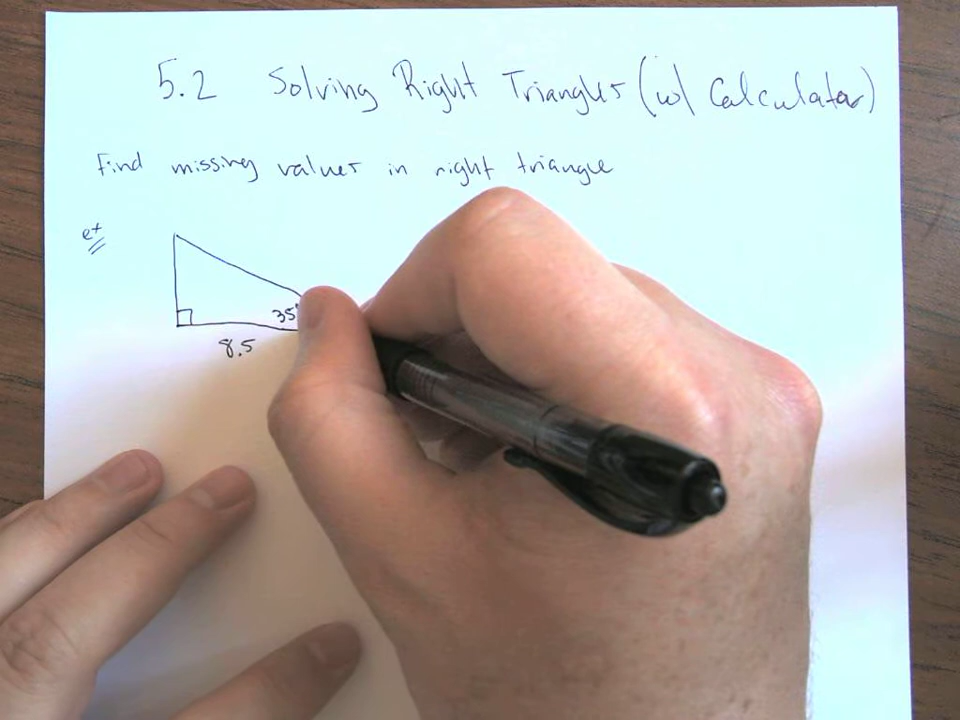 5.2 Solving Right Triangles (w/ Calculator)
Find missing values in right triangle
ex
35°
8.5